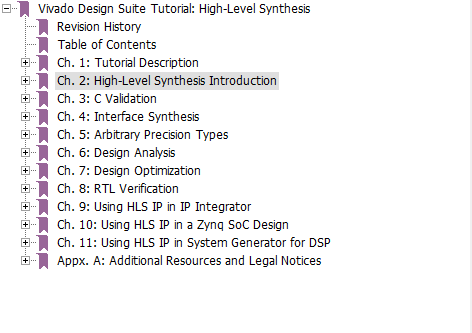 Vivado Design Suite Tutorial: High-Level Synthesis
Revision History
Table of Contents
Ch. 1: Tutorial Description
Ch. 2: High-Level Synthesis Introduction
Ch. 3: C Validation
Ch. 4: Interface Synthesis
Ch. 5: Arbitrary Precision Types
Ch. 6: Design Analysis
Ch. 7: Design Optimization
Ch. 8: RTL Verification
Ch. 9: Using HLS IP in IP Integrator
Ch. 10: Using HLS IP in a Zynq SoC Design
Ch. 11: Using HLS IP in System Generator for DSP
Appx. A: Additional Resources and Legal Notices